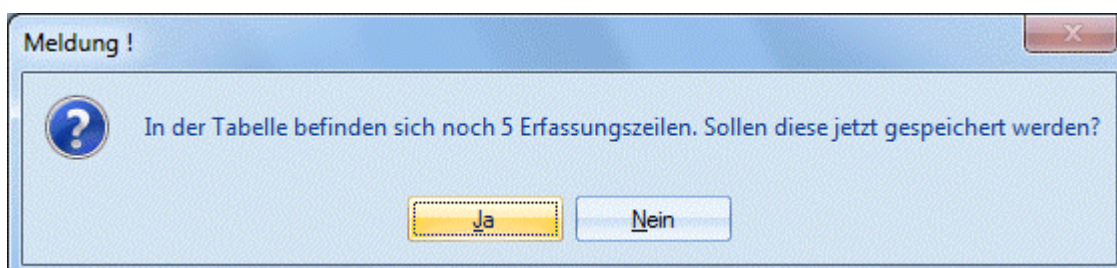 Meldung !
In der Tabelle befinden sich noch 5 Erfassungszeilen. Sollen diese jetzt gespeichert werden?
Ja
Nein